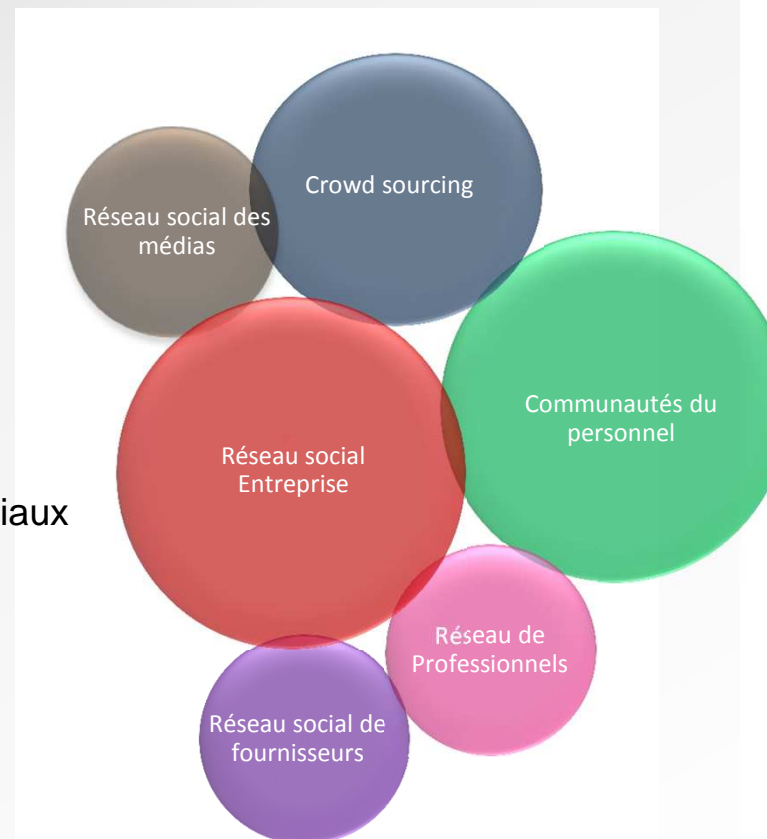 Crowd sourcing
Réseau social des
médias
Communautés du
personnel
Réseau social
Entreprise
iaux
Réseau de
Professionnels
Réseau social de
fournisseurs